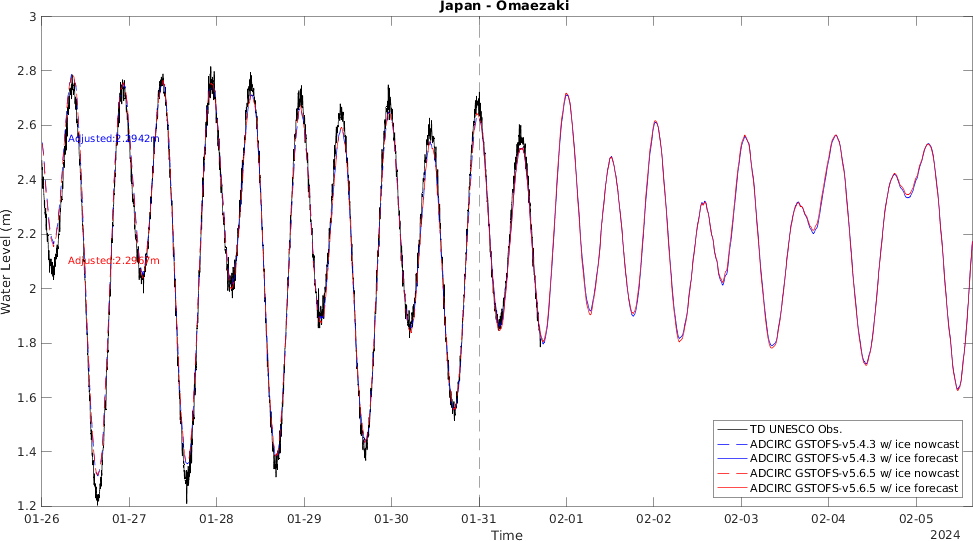 Japan - Omaezaki
3
2.8
2.6
2.4
2.2
2
1.8
1.6
1.4
1.2
Water Level (m)
Adjusted:2.2942m
Adjusted:2.2967m
TD UNESCO Obs.
ADCIRC GSTOFS-v5.4.3 w/ ice nowcast
ADCIRC GSTOFS-v5.4.3 w/ ice forecast
ADCIRC GSTOFS-v5.6.5 w/ ice nowcast
ADCIRC GSTOFS-v5.6.5 w/ ice forecast
01-26 01-27 01-28 01-29 01-30 01-31 02-01 02-02 02-03 02-04 02-05
Time
2024